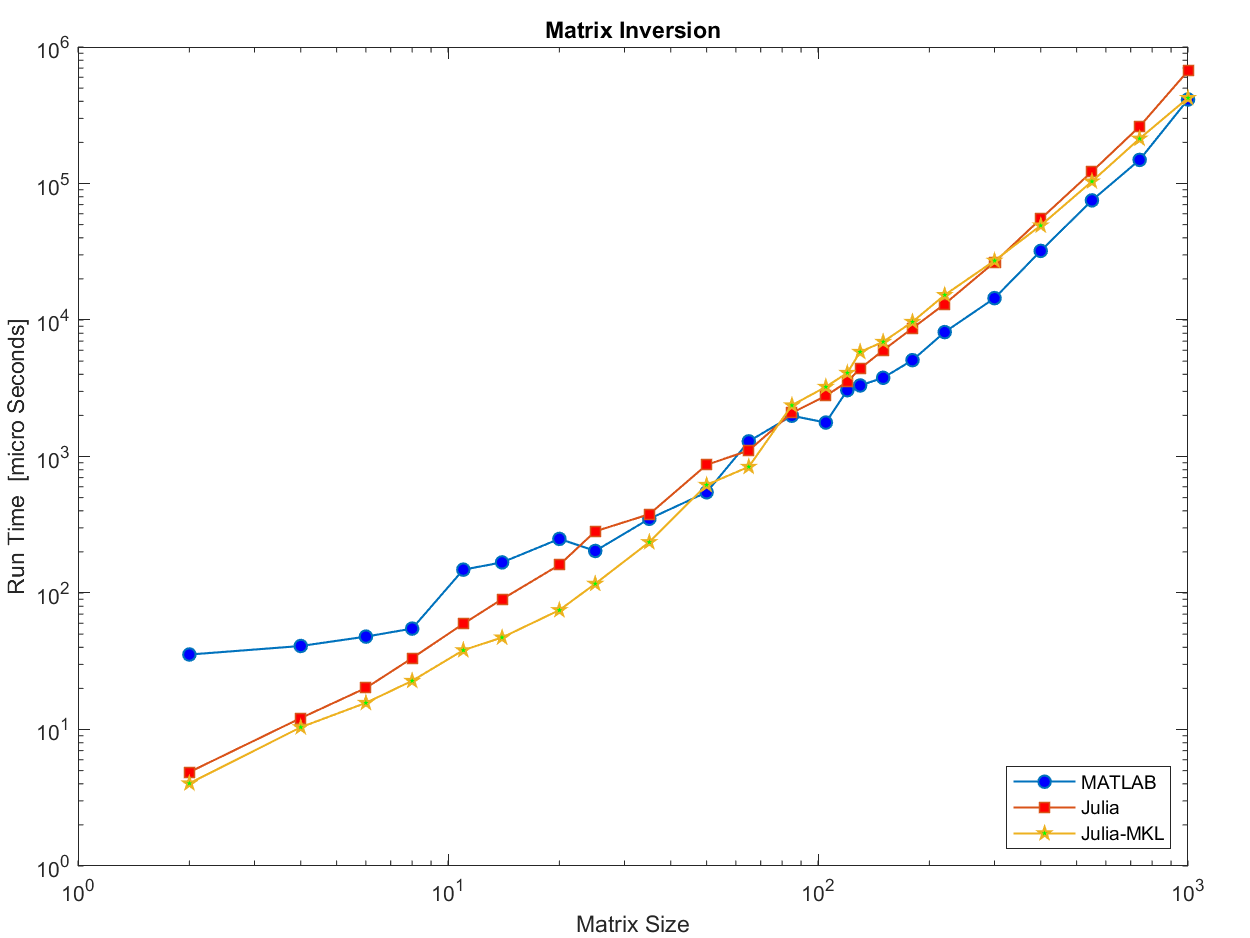 Matrix Inversion
10^6
10^5
10^4
10^3
10^2
10^1
10^0
Run Time [micro Seconds]
10^0 10^1 10^2 10^3
Matrix Size
MATLAB
Julia
Julia-MKL